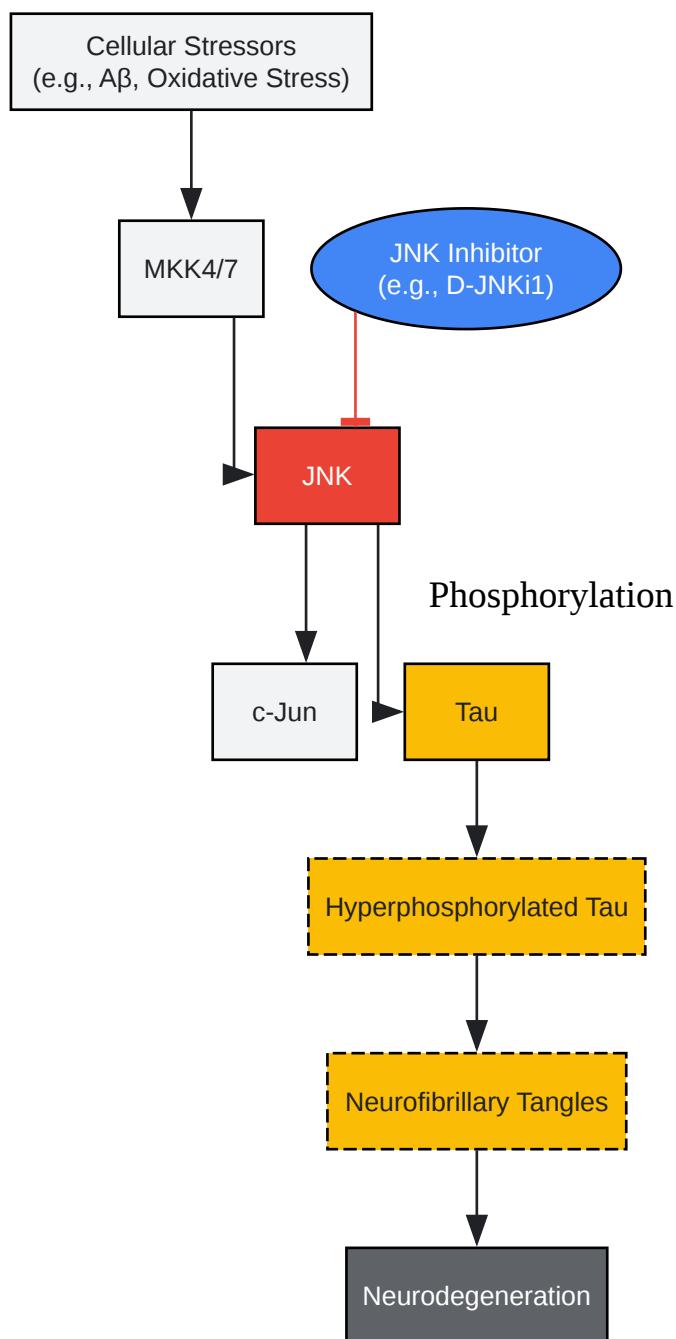 Cellular Stressors
(e.g., Aβ, Oxidative Stress)
MKK4/7
JNK Inhibitor
(e.g., D-JNKi1)
JNK
Phosphorylation
c-Jun
Tau
Hyperphosphorylated Tau
Neurofibrillary Tangles
Neurodegeneration